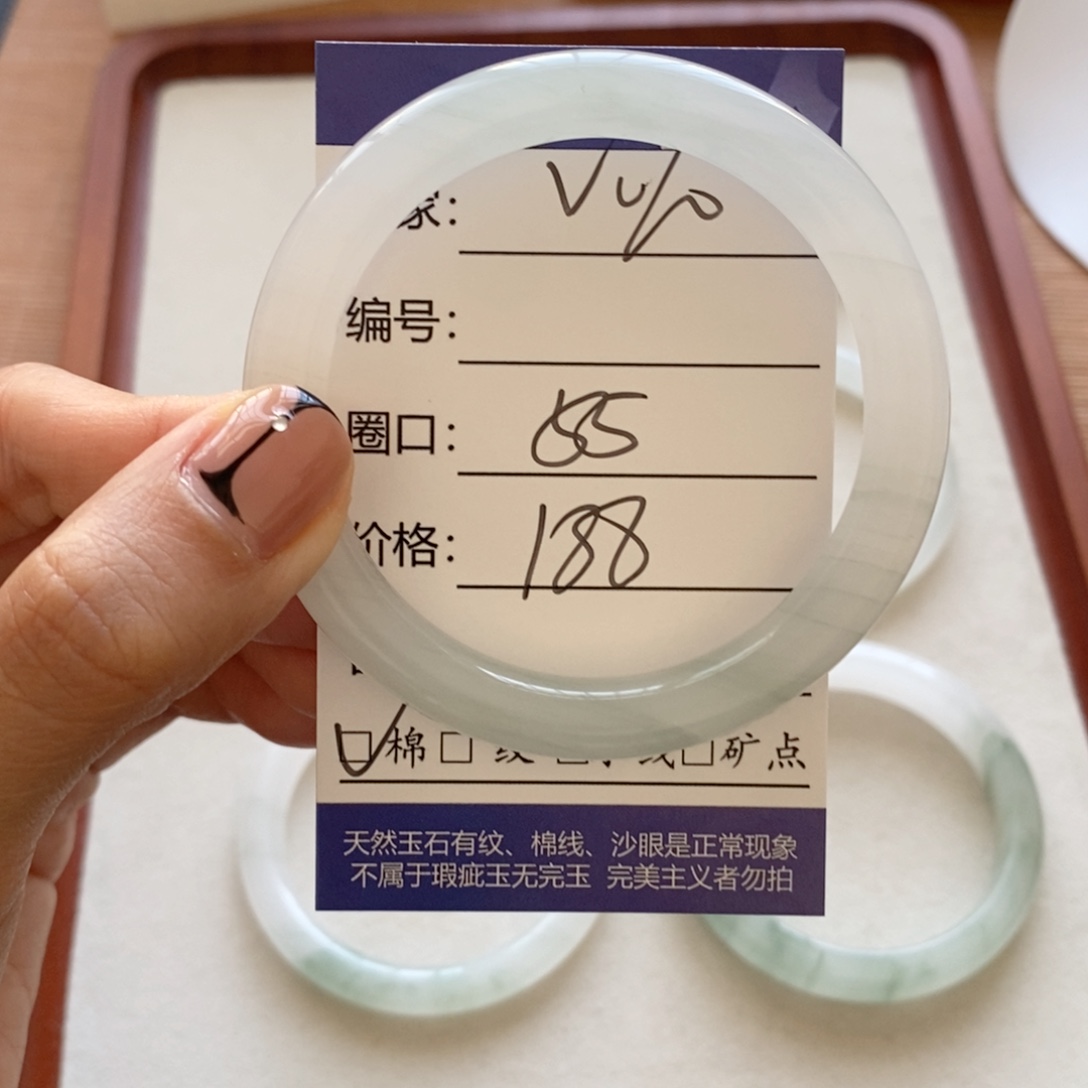 家: Vulp
编号:
圈口: 55
价格: 188
棉 □ 纹 □ 线 □ 矿点
天然玉石有纹、棉线、沙眼是正常现象
不属于瑕疵玉无完玉 完美主义者勿拍